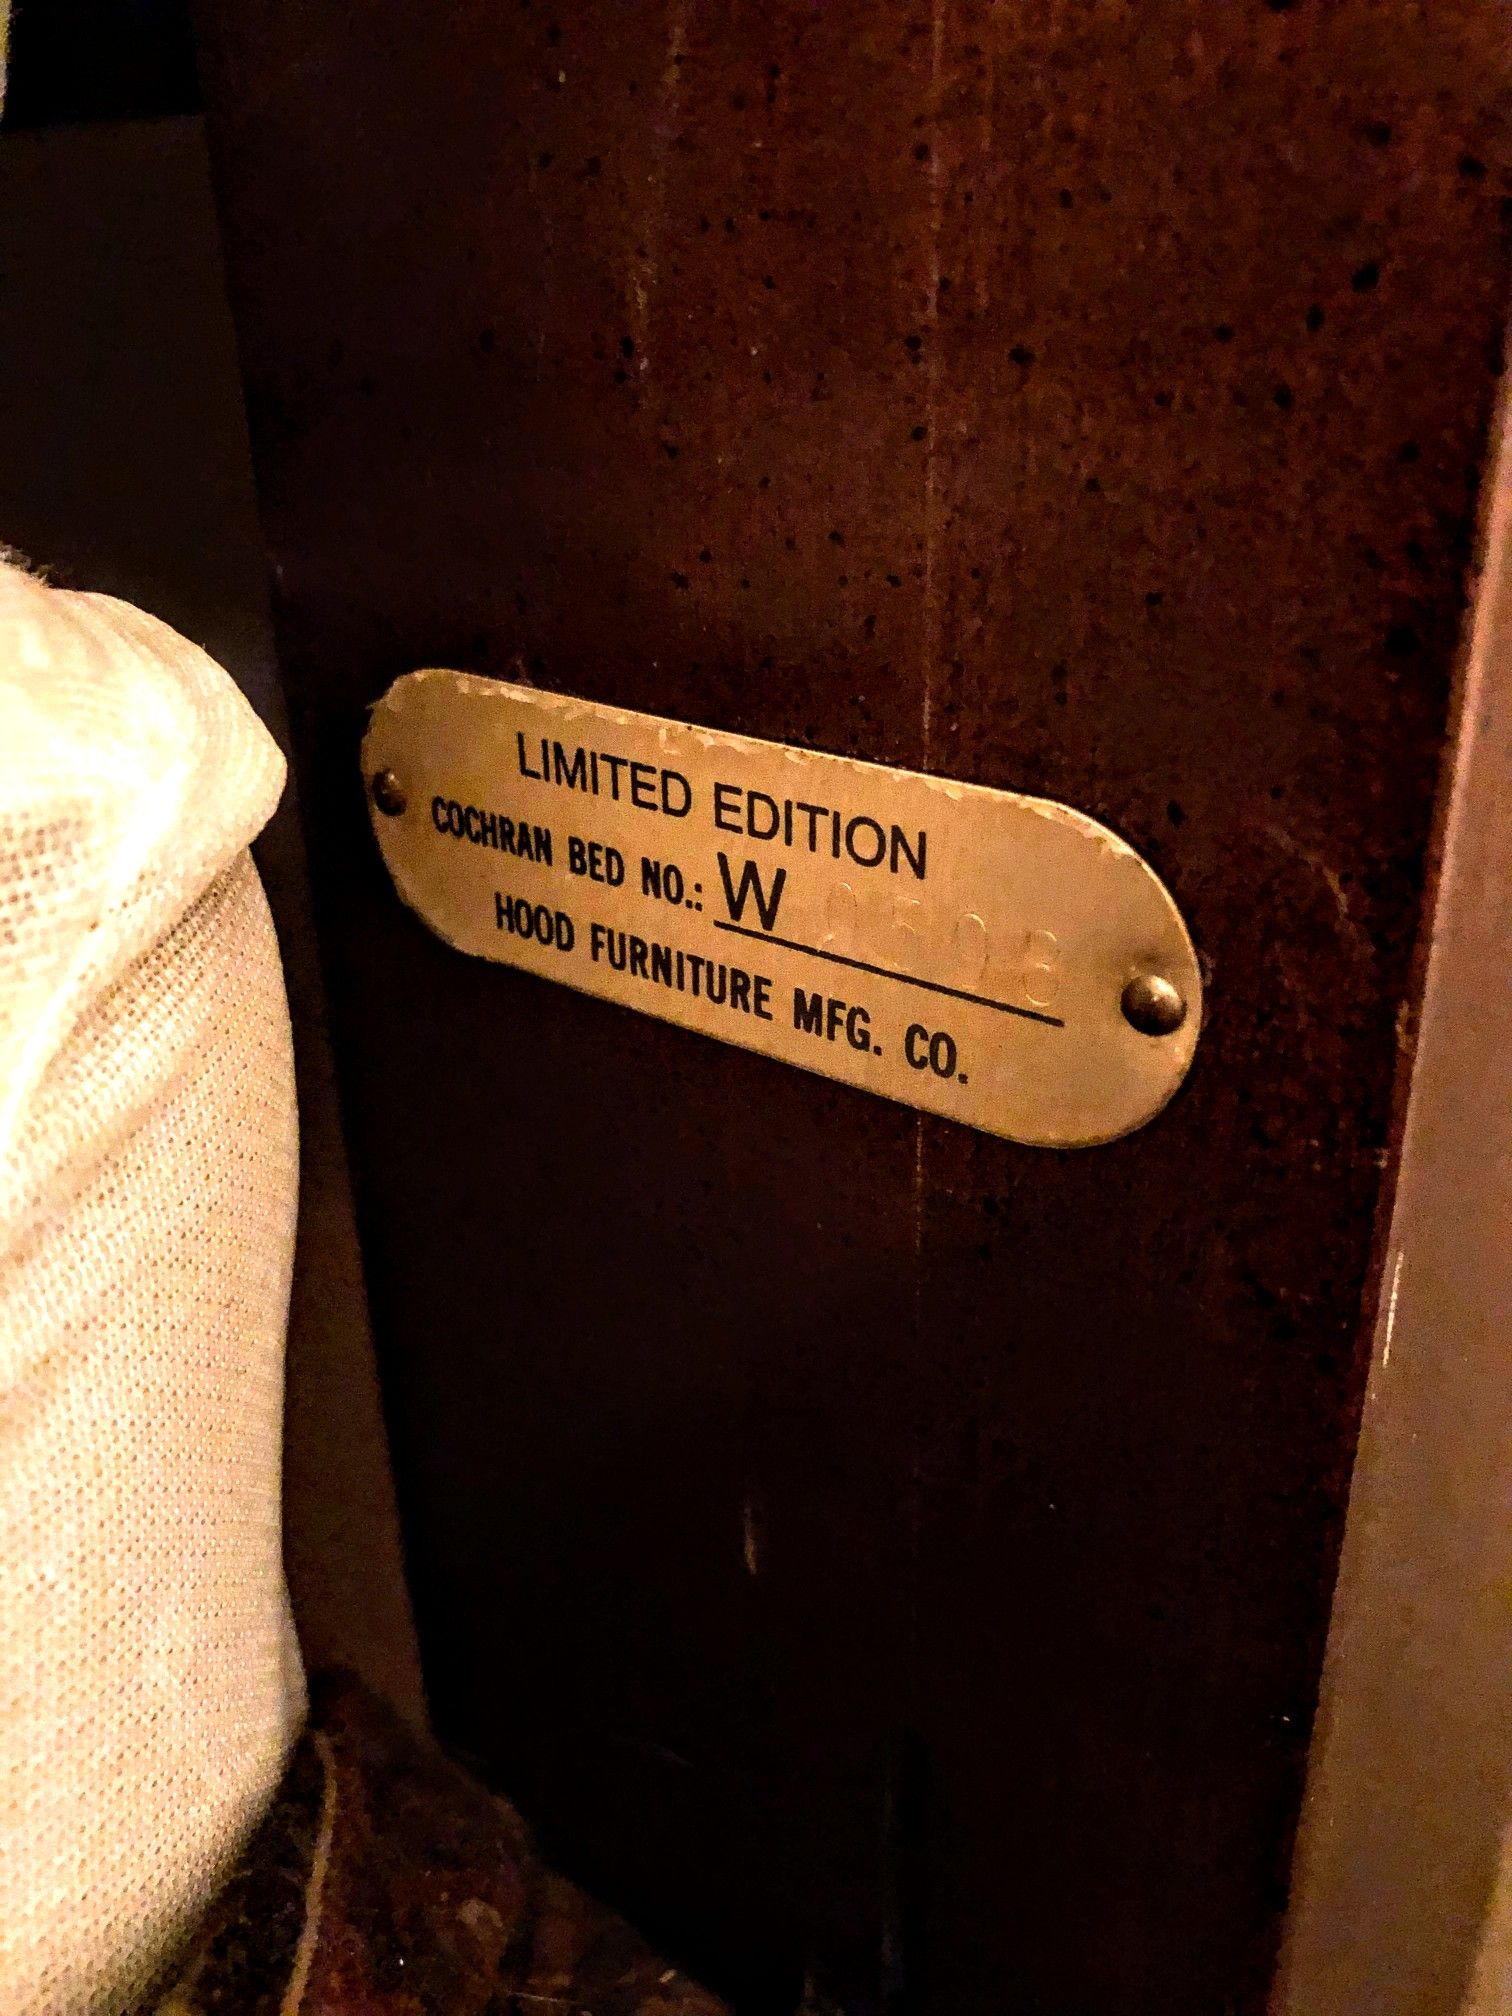 LIMITED EDITION
COCHRAN BED NO.: W
HOOD FURNITURE MFG. CO.